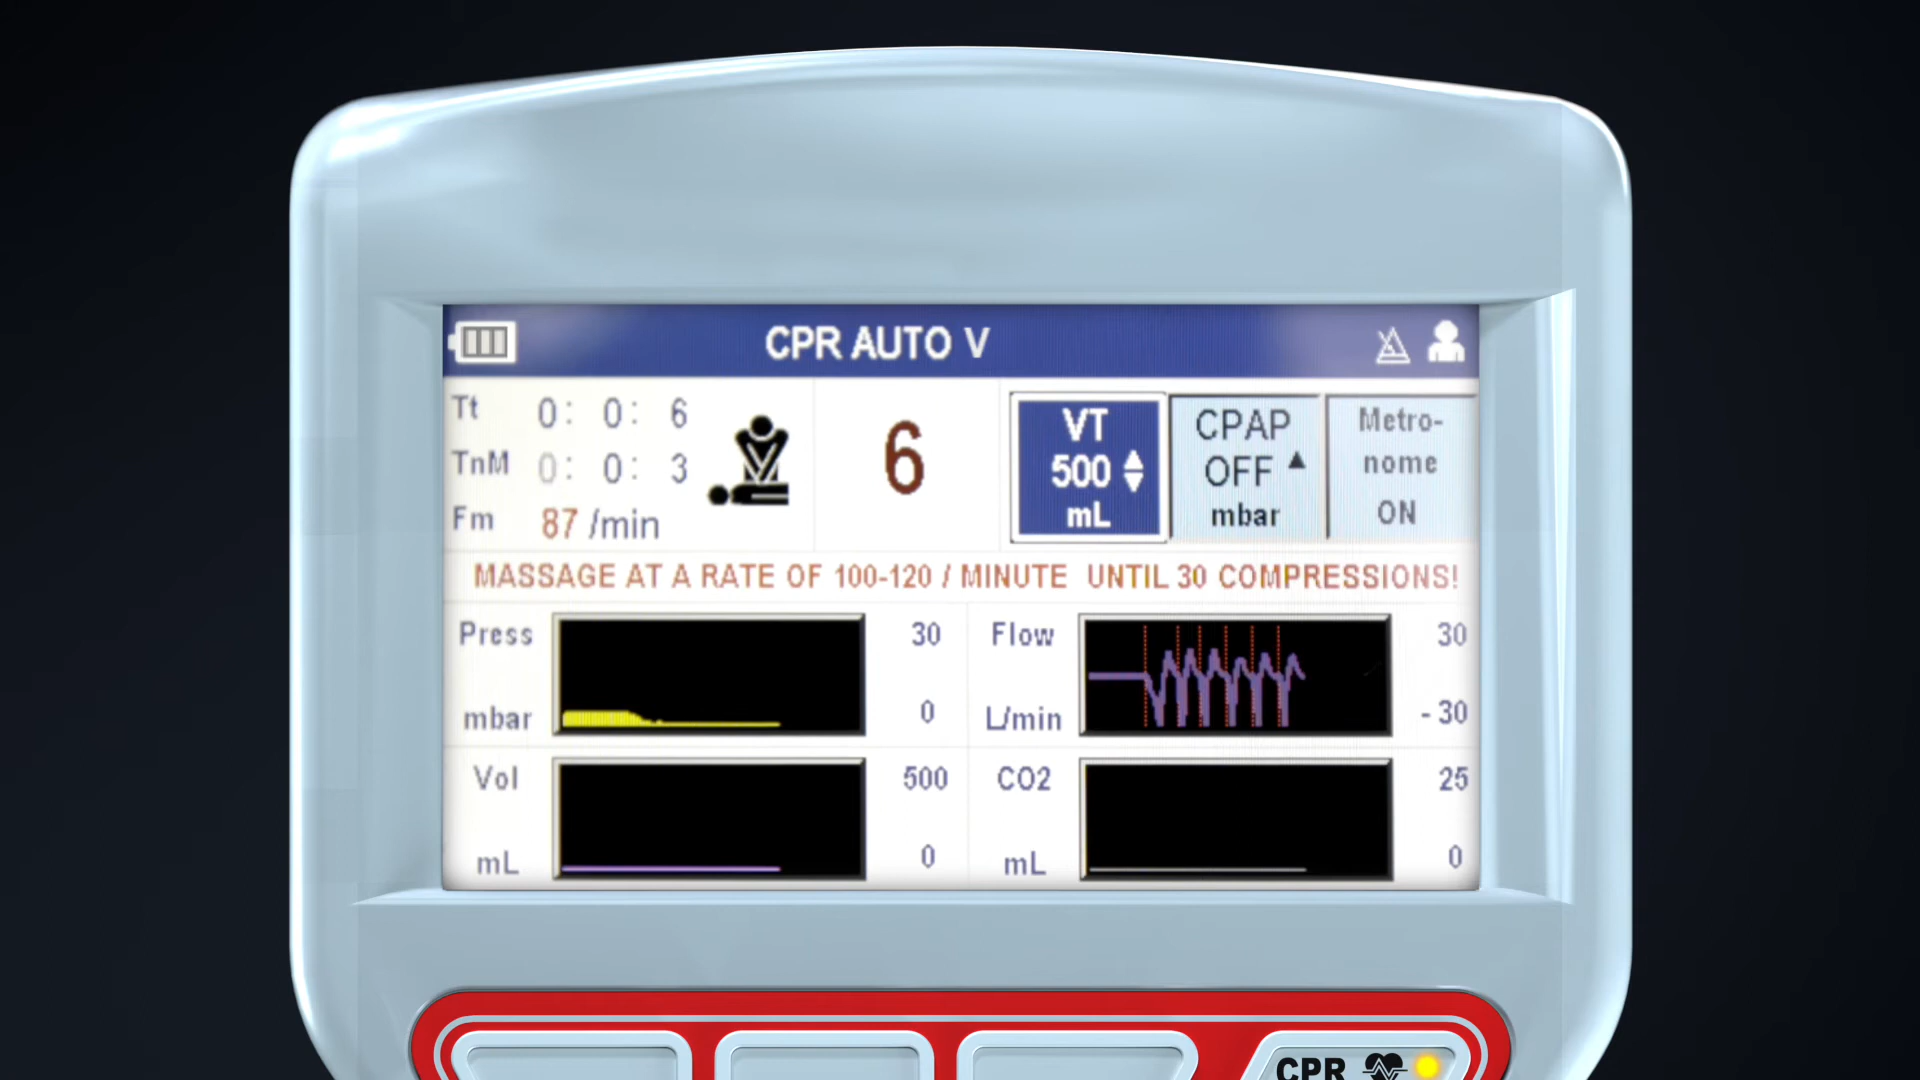 CPR AUTO V
Tt 0: 0: 6
TnM 0: 0: 3
Fm 87 /min
6
VT
500
mL
CPAP
OFF
mbar
Metro-
nome
ON
MASSAGE AT A RATE OF 100-120 / MINUTE UNTIL 30 COMPRESSIONS!
Press 30
mbar 0
Flow 30
L/min -30
Vol 500
mL 0
CO2 25
mL 0
CPR